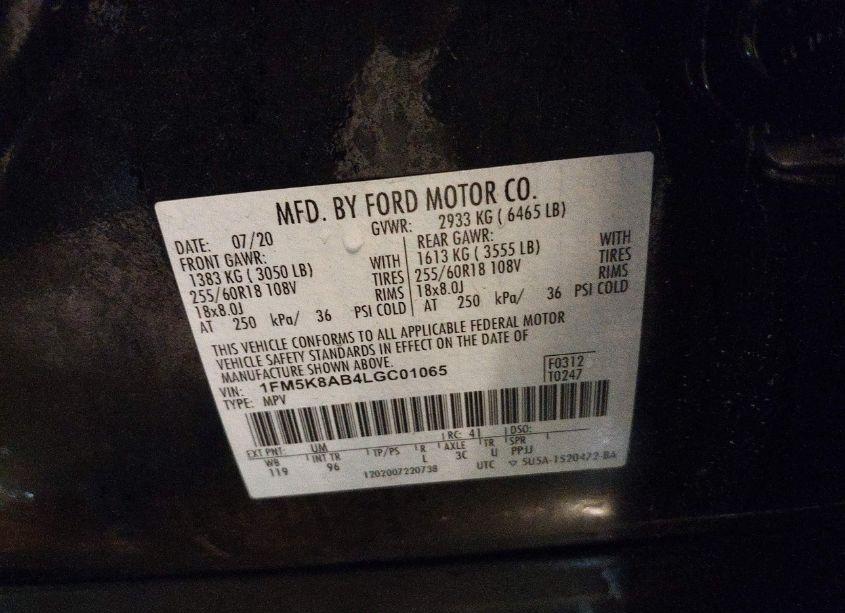 MFD. BY FORD MOTOR CO.
DATE: 07/20
GVWR: 2933 KG ( 6465 LB)
FRONT GAWR:
1383 KG ( 3050 LB)
WITH
255/60R18 108V
TIRES
18x8.0J
RIMS
AT 250 kPa/ 36 PSI COLD
REAR GAWR:
1613 KG ( 3555 LB)
WITH
255/60R18 108V
TIRES
18x8.0J
RIMS
AT 250 kPa/ 36 PSI COLD
THIS VEHICLE CONFORMS TO ALL APPLICABLE FEDERAL MOTOR
VEHICLE SAFETY STANDARDS IN EFFECT ON THE DATE OF
MANUFACTURE SHOWN ABOVE.
VIN: 1FM5K8AB4LGC01065
TYPE: MPV
F0312
T0247
EXT PNT: UM RC: 41 DSO:
WB INT TR TP/PS R AXLE TR SPR
119 96 L 3C U PPJJ
1202007220738 UTC ▽ 5U5A-1520472-BA